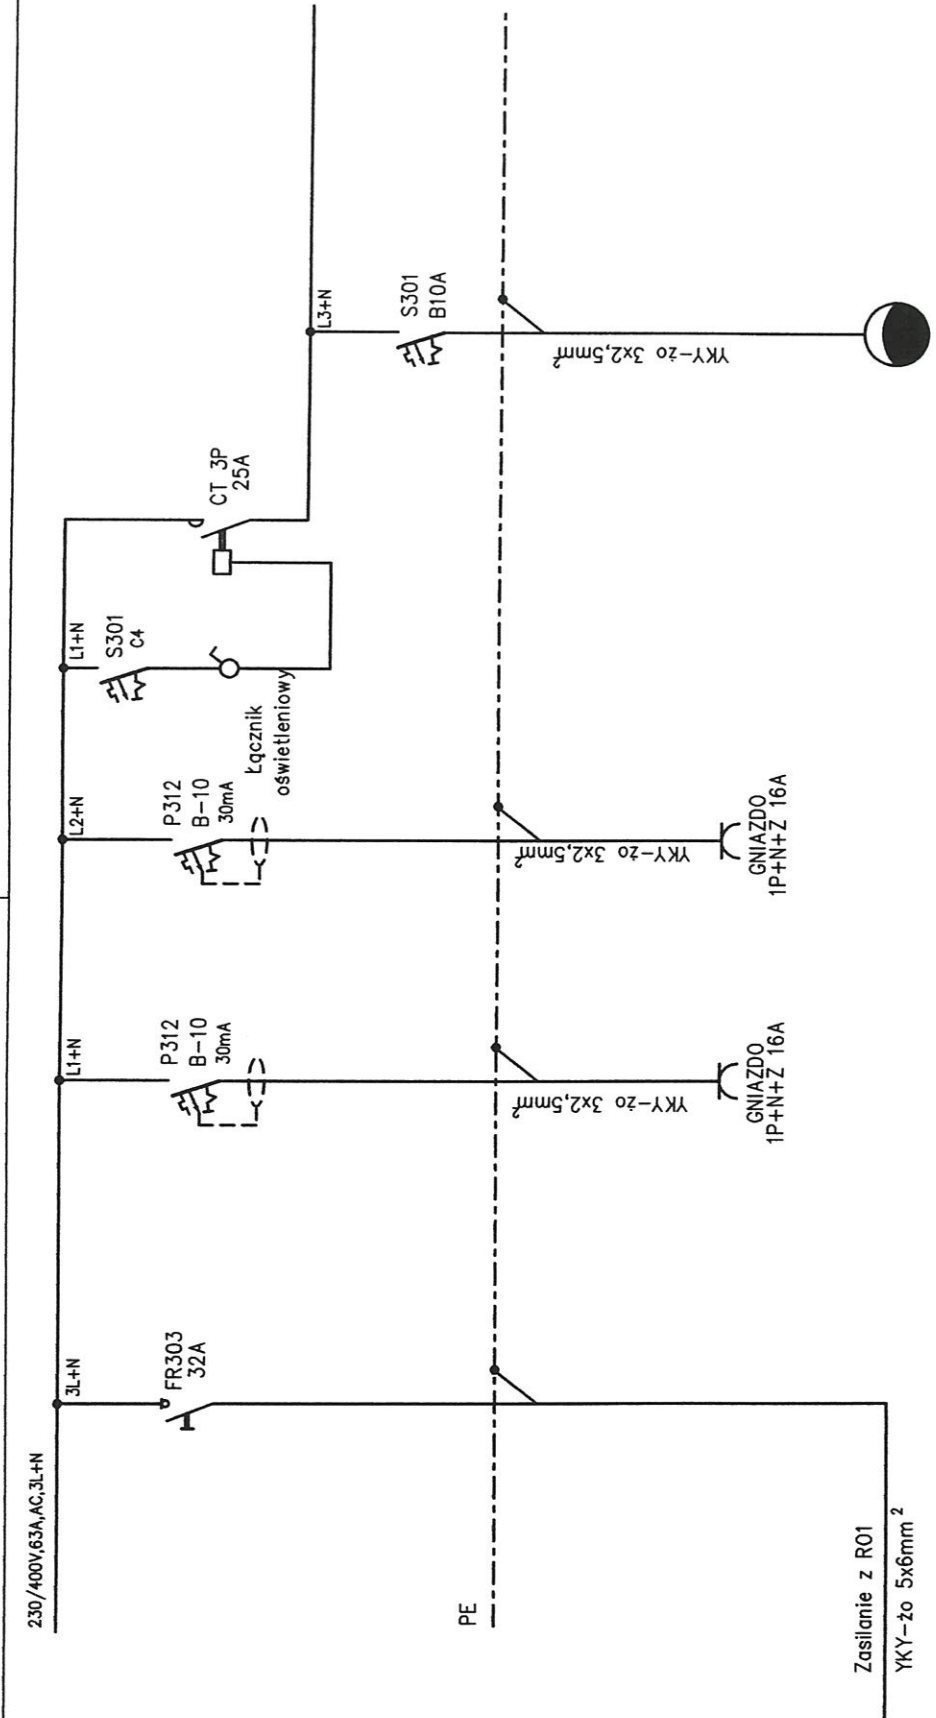 230/400V,63A,AC,3L+N
3L+N
FR303
32A
L1+N
P312
B-10
30mA
L2+N
P312
B-10
30mA
L1+N
S301
C4
Łącznik
oświetleniowy
CT 3P
25A
L3+N
S301
B10A
PE
YKY-żo 3x2,5mm²
YKY-żo 3x2,5mm²
YKY-żo 3x2,5mm²
GNIAZDO
1P+N+Z 16A
GNIAZDO
1P+N+Z 16A
Zasilanie z R01
YKY-żo 5x6mm²